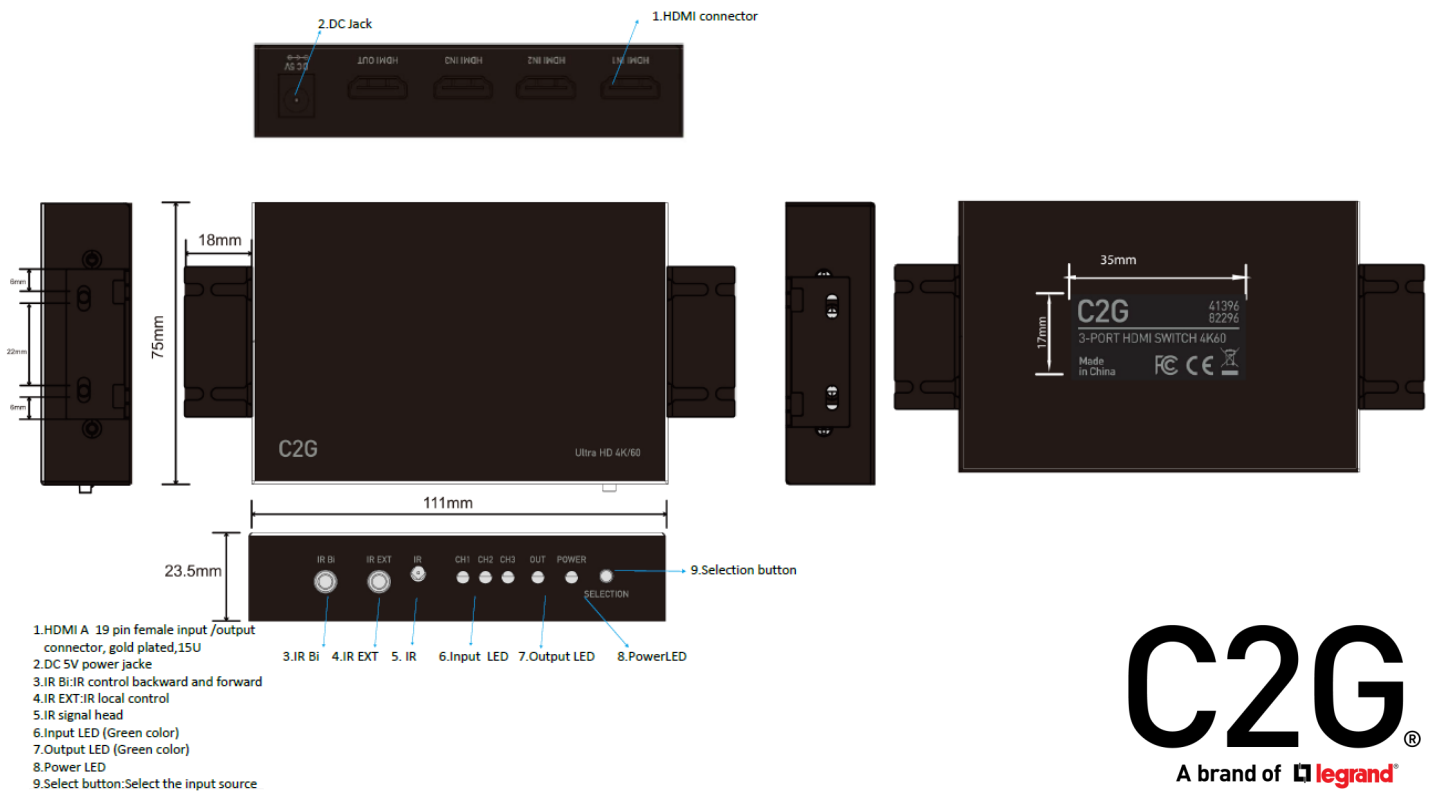 1.HDMI connector
2.DC Jack
DC 5V
HDMI OUT
HDMI IN3
HDMI IN2
HDMI IN1
18mm
6mm
22mm
6mm
75mm
C2G
Ultra HD 4K/60
35mm
17mm
C2G
41396
82296
3-PORT HDMI SWITCH 4K60
Made
in China
FC CE
111mm
23.5mm
IR Bi
IR EXT
IR
CH1
CH2
CH3
OUT
POWER
SELECTION
9.Selection button
3.IR Bi
4.IR EXT
5. IR
6.Input LED
7.Output LED
8.PowerLED
1.HDMI A 19 pin female input /output
connector, gold plated,15U
2.DC 5V power jacke
3.IR Bi:IR control backward and forward
4.IR EXT:IR local control
5.IR signal head
6.Input LED (Green color)
7.Output LED (Green color)
8.Power LED
9.Select button:Select the input source
C2G®
A brand of legrand®